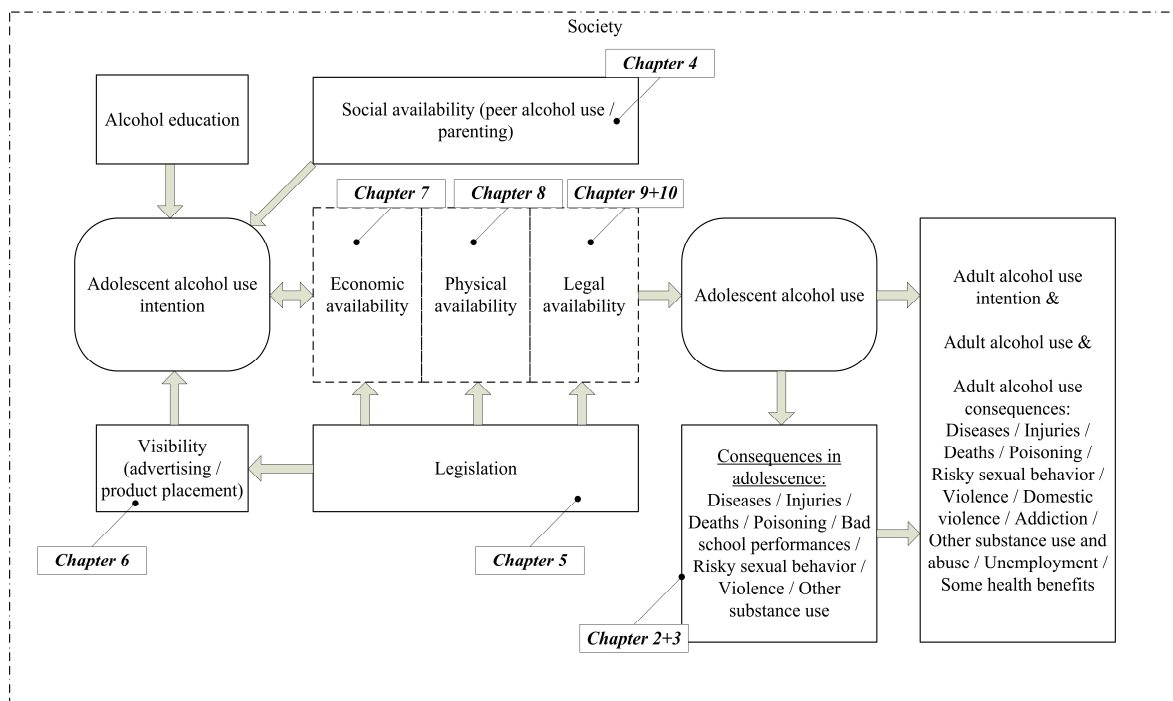 Society
Chapter 4
Alcohol education
Social availability (peer alcohol use /
parenting)
Chapter 7
Chapter 8
Chapter 9+10
Adolescent alcohol use
intention
Economic
availability
Physical
availability
Legal
availability
Adolescent alcohol use
Adult alcohol use
intention &
Adult alcohol use &
Adult alcohol use
consequences:
Diseases / Injuries /
Deaths / Poisoning /
Risky sexual behavior /
Violence / Domestic
violence / Addiction /
Other substance use and
abuse / Unemployment /
Some health benefits
Visibility
(advertising /
product placement)
Legislation
Consequences in
adolescence:
Diseases / Injuries /
Deaths / Poisoning / Bad
school performances /
Risky sexual behavior /
Violence / Other
substance use
Chapter 6
Chapter 5
Chapter 2+3